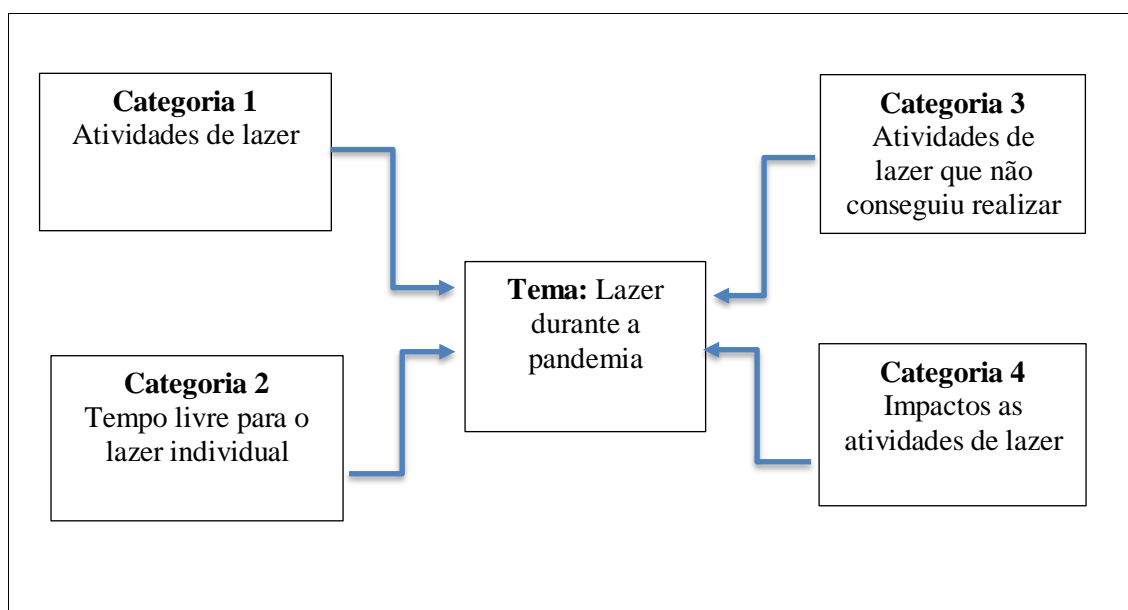 Categoria 1
Atividades de lazer
Categoria 2
Tempo livre para o
lazer individual
Tema: Lazer
durante a
pandemia
Categoria 3
Atividades de
lazer que não
conseguiu realizar
Categoria 4
Impactos as
atividades de lazer